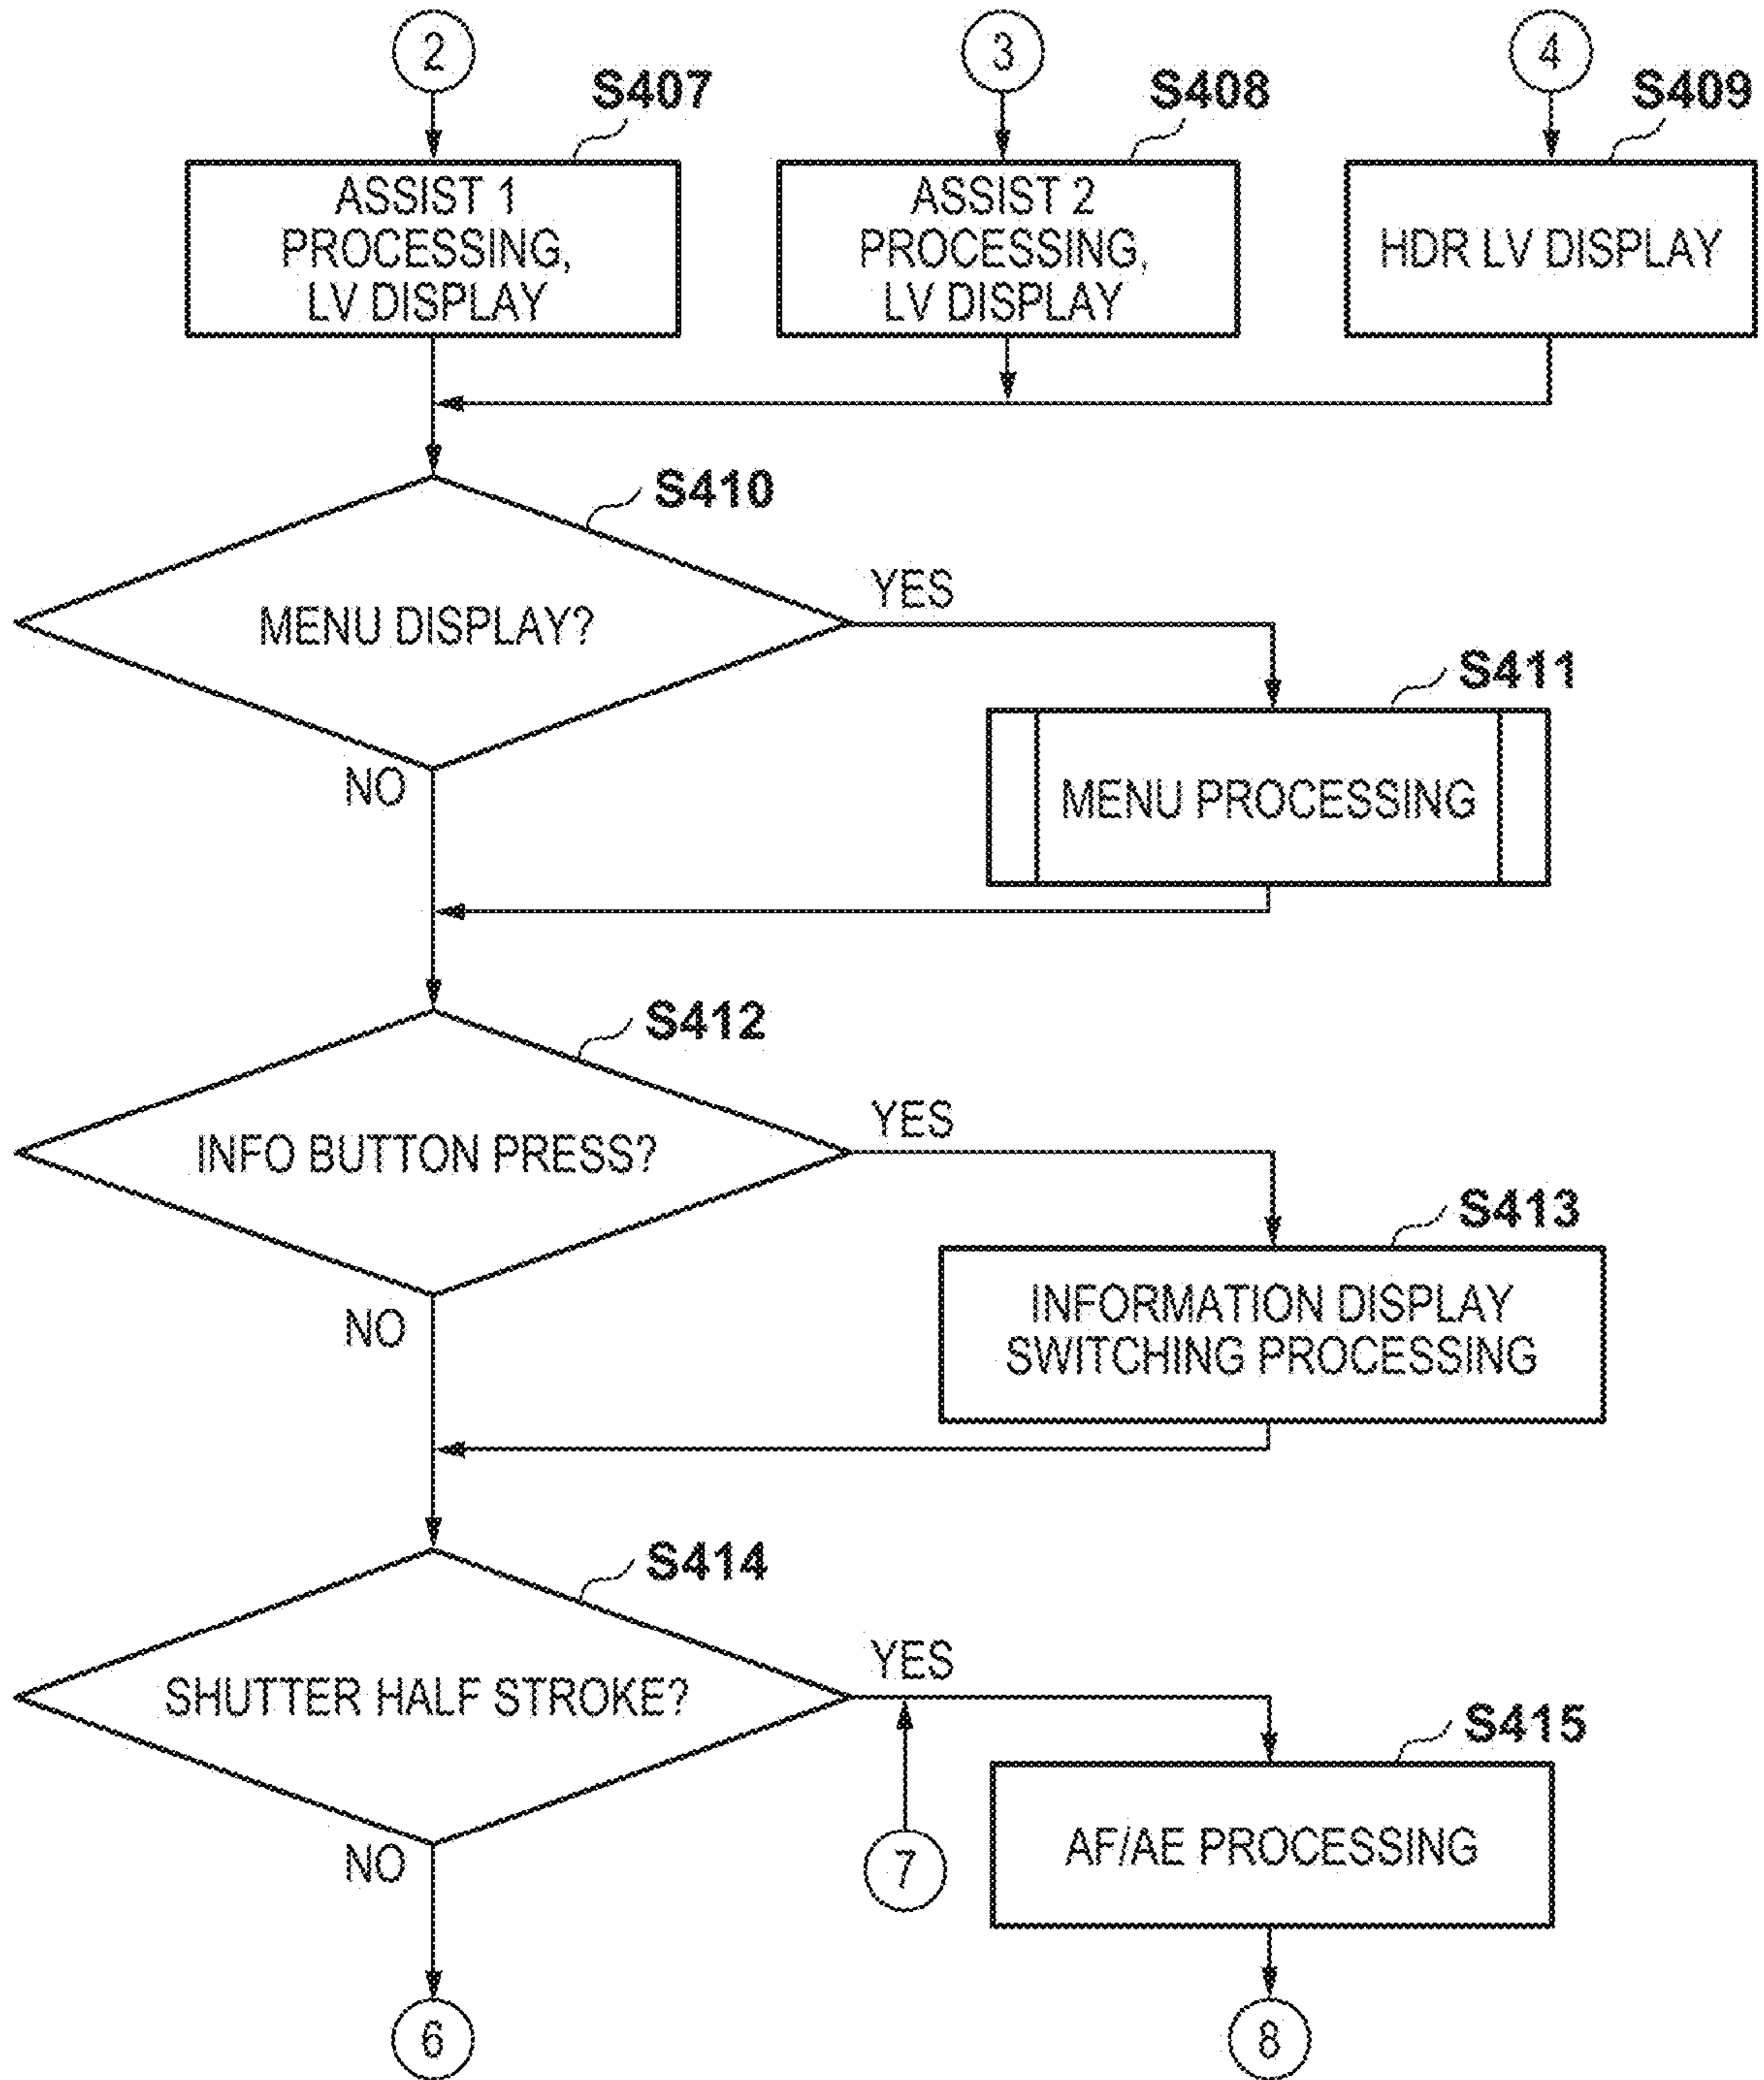 2
3
4
S407
S408
S409
ASSIST 1
PROCESSING,
LV DISPLAY
ASSIST 2
PROCESSING,
LV DISPLAY
HDR LV DISPLAY
S410
MENU DISPLAY?
YES
NO
S411
MENU PROCESSING
S412
INFO BUTTON PRESS?
YES
NO
S413
INFORMATION DISPLAY
SWITCHING PROCESSING
S414
SHUTTER HALF STROKE?
YES
NO
7
S415
AF/AE PROCESSING
6
8